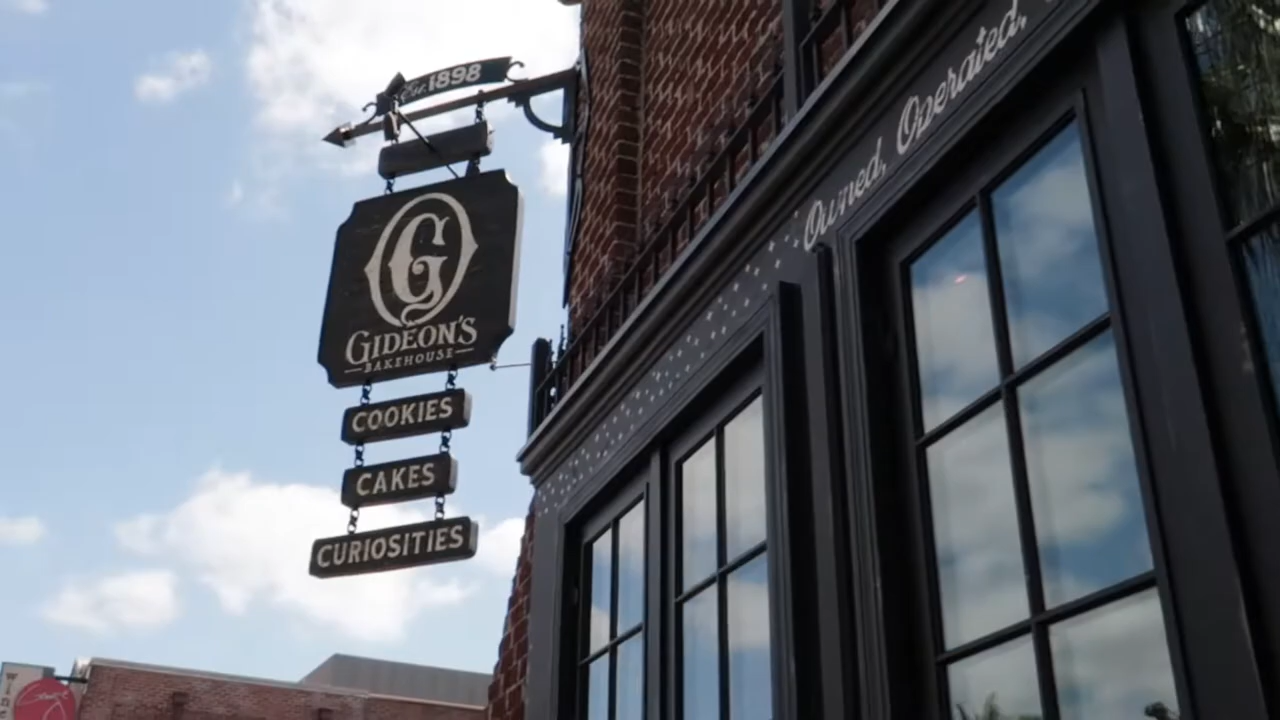 Est. 1898
G
GIDEON'S
BAKEHOUSE
COOKIES
CAKES
CURIOSITIES
Owned, Operated,